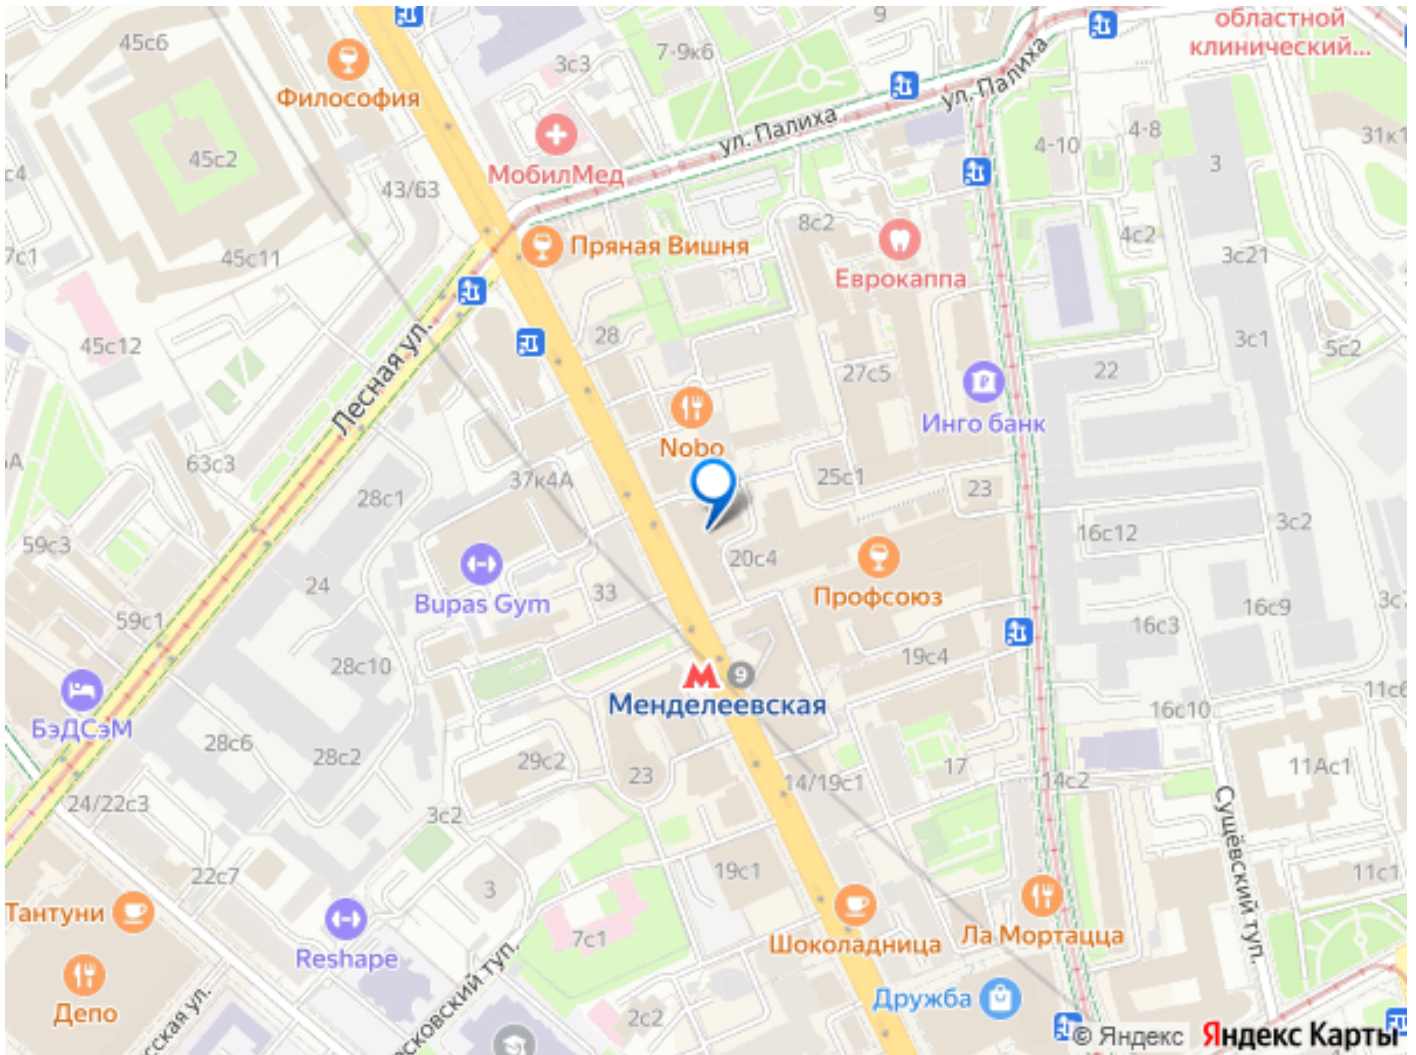 9
областной
клинический...
45с6
3с3
7-9к6
ул. Палиха
Философия
ул. Палиха
4-10
4-8
31к1
45с2
МобилМед
3
с4
43/63
8с2
4с2
7с1
45с11
Пряная Вишня
Еврокаппа
3с21
45с12
Лесная ул.
28
3с1
5с2
27с5
22
Nobo
Инго банк
63с3
28с1
37к4А
25с1
23
59с3
16с12
3с2
24
20с4
Bupas Gym
33
Профсоюз
16с9
59с1
16с3
28с10
19с4
9
Менделеевская
11с6
БэДСэМ
16с10
28с6
28с2
29с2
23
14/19с1
17
14с2
11Ас1
24/22с3
3с2
Сущёвский туп.
22с7
3
19с1
11с1
Тантуни
Reshape
7с1
Шоколадница
Ла Мортацца
Депо
2с2
Дружба
© Яндекс
Яндекс Карты